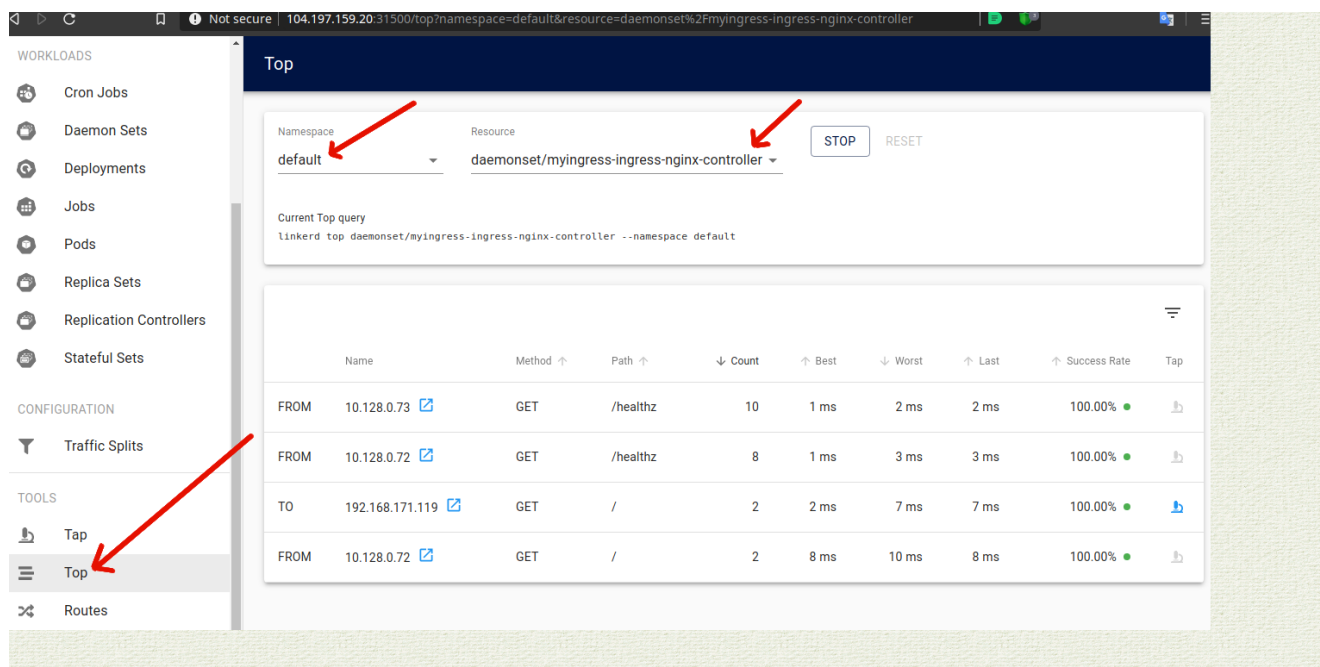 Not secure 104.197.159.20:31500/top?namespace=default&resource=daemonset%2Fmyingress-ingress-nginx-controller
WORKLOADS
Cron Jobs
Daemon Sets
Deployments
Jobs
Pods
Replica Sets
Replication Controllers
Stateful Sets
CONFIGURATION
Traffic Splits
TOOLS
Tap
Top
Routes
Top
Namespace Resource
default daemonset/myingress-ingress-nginx-controller STOP RESET
Current Top query
linkerd top daemonset/myingress-ingress-nginx-controller --namespace default
Name Method Path Count Best Worst Last Success Rate Tap
FROM 10.128.0.73 GET /healthz 10 1 ms 2 ms 2 ms 100.00%
FROM 10.128.0.72 GET /healthz 8 1 ms 3 ms 3 ms 100.00%
TO 192.168.171.119 GET / 2 2 ms 7 ms 7 ms 100.00%
FROM 10.128.0.72 GET / 2 8 ms 10 ms 8 ms 100.00%